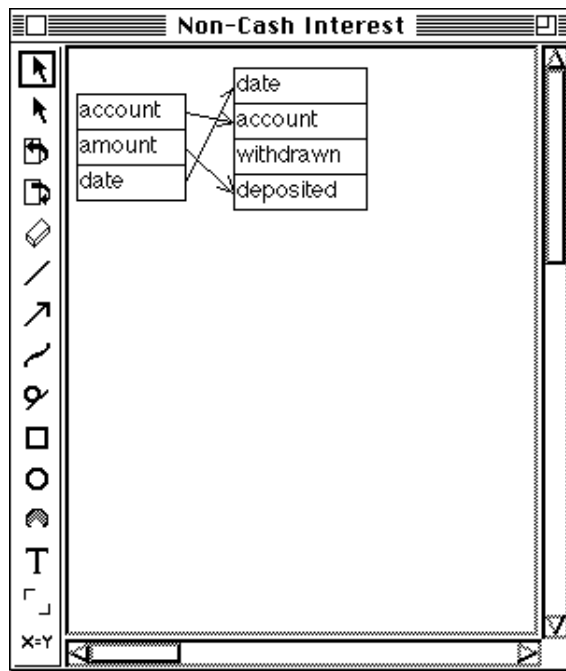 Non-Cash Interest
account
amount
date
date
account
withdrawn
deposited
T
X=Y